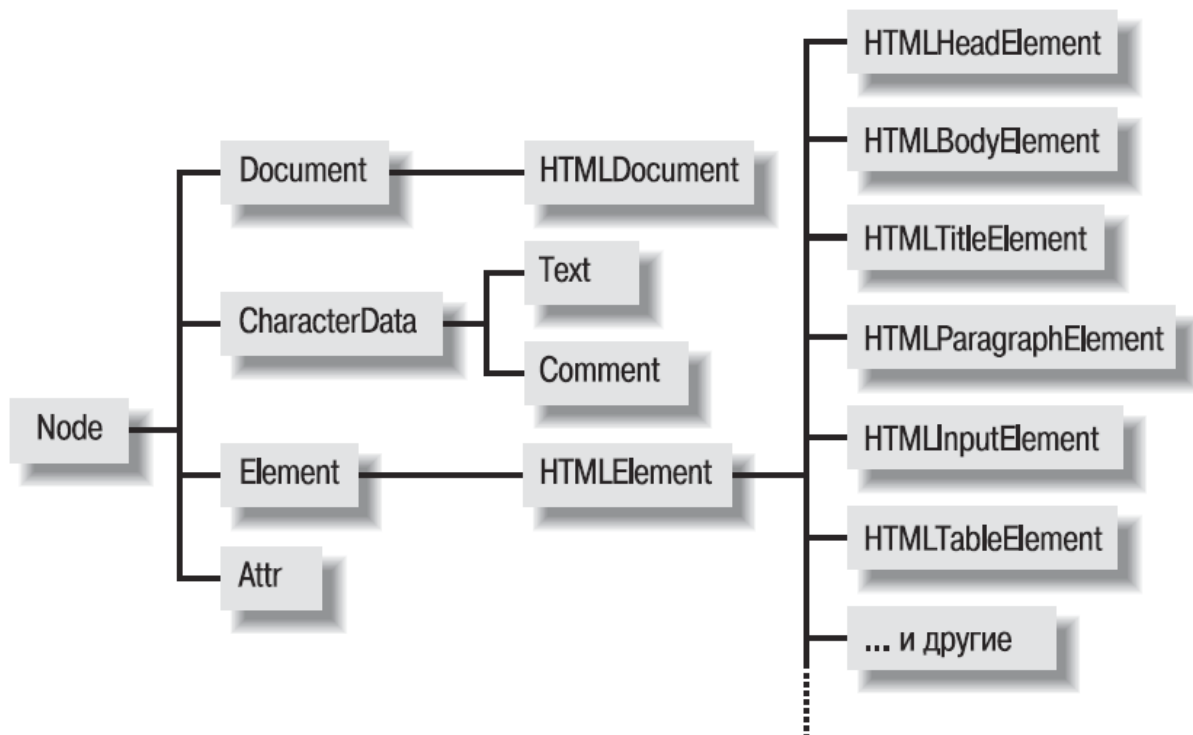 HTMLHeadElement
HTMLBodyElement
Document
HTMLDocument
HTMLTitleElement
Text
CharacterData
HTMLParagraphElement
Comment
Node
HTMLInputElement
Element
HTMLElement
HTMLTableElement
Attr
... и другие